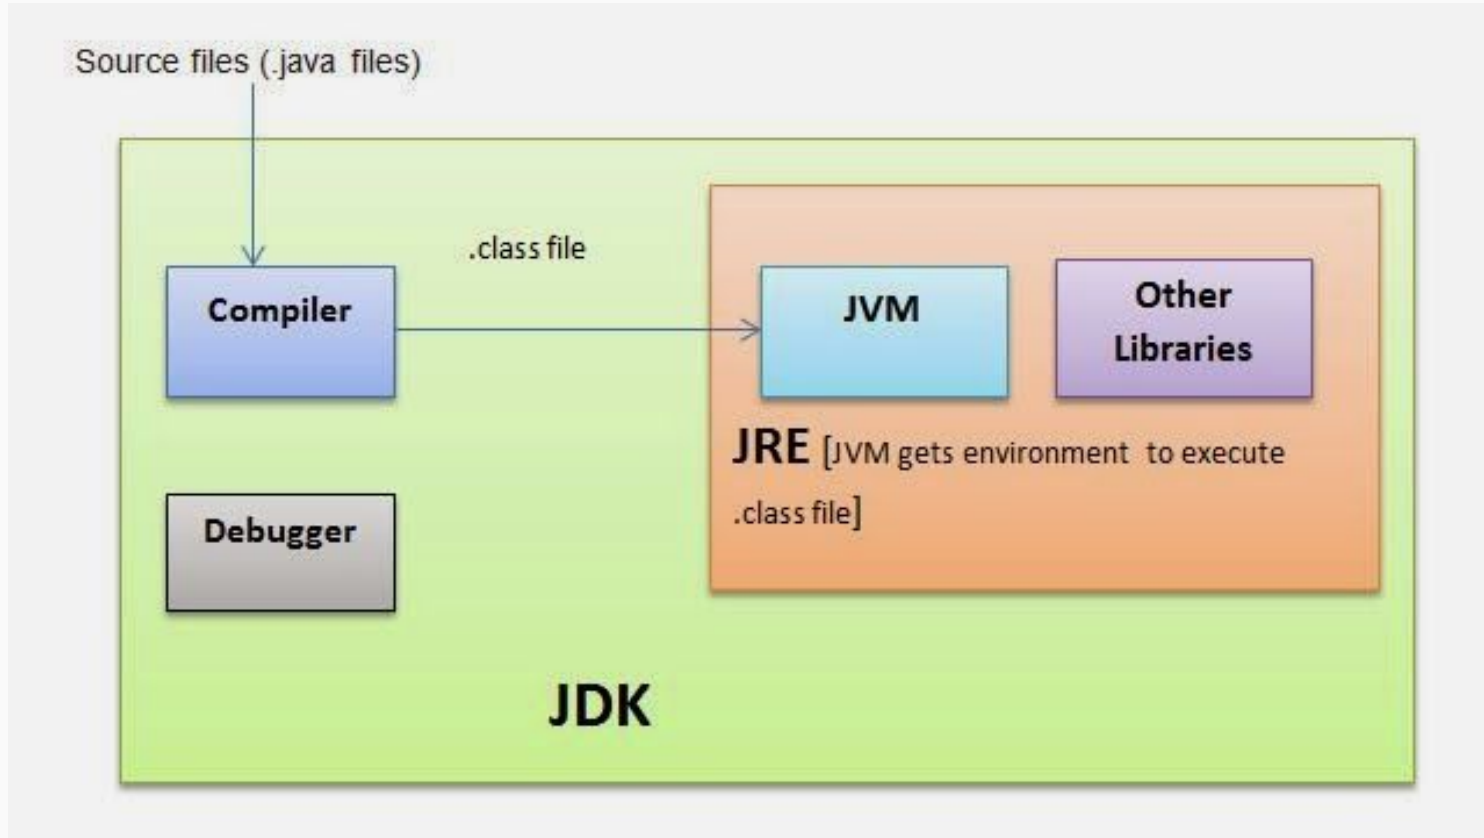 Source files (.java files)
.class file
Compiler
JVM
Other
Libraries
JRE [JVM gets environment to execute
.class file]
Debugger
JDK